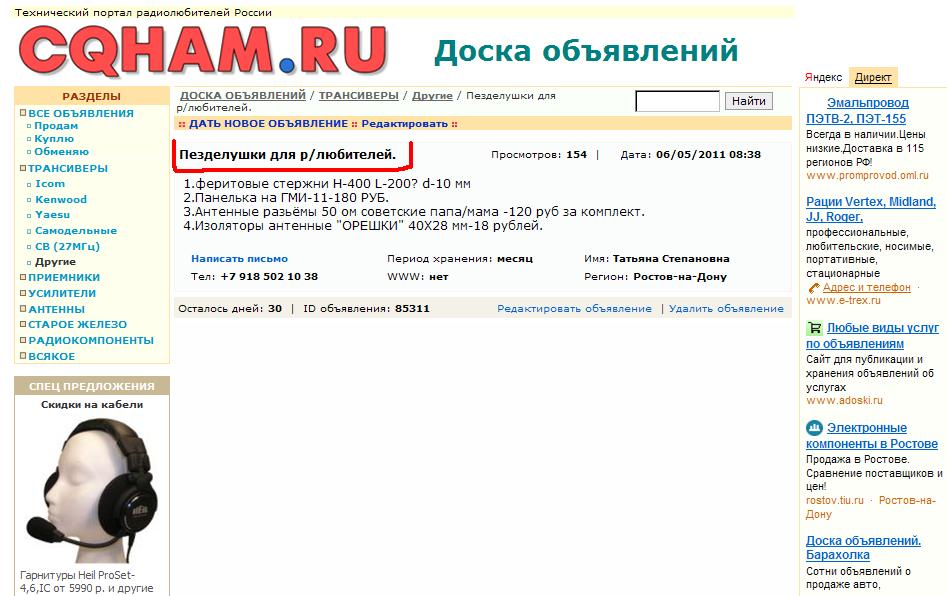 Технический портал радиолюбителей России
CQHAM.RU
Доска объявлений
РАЗДЕЛЫ
ВСЕ ОБЪЯВЛЕНИЯ
Продам
Куплю
Обменяю
ТРАНСИВЕРЫ
Icom
Kenwood
Yaesu
Самодельные
CB (27МГц)
Другие
ПРИЕМНИКИ
УСИЛИТЕЛИ
АНТЕННЫ
СТАРОЕ ЖЕЛЕЗО
РАДИОКОМПОНЕНТЫ
ВСЯКОЕ
СПЕЦ ПРЕДЛОЖЕНИЯ
Скидки на кабели
HEIL
Гарнитуры Heil ProSet-
4,6,IC от 5990 р. и другие
ДОСКА ОБЪЯВЛЕНИЙ / ТРАНСИВЕРЫ / Другие / Пезделушки для
р/любителей.
Найти
:: ДАТЬ НОВОЕ ОБЪЯВЛЕНИЕ :: Редактировать ::
Пезделушки для р/любителей. Просмотров: 154 | Дата: 06/05/2011 08:38
1.феритовые стержни Н-400 L-200? d-10 мм
2.Панелька на ГМИ-11-180 РУБ.
3.Антенные разьёмы 50 ом советские папа/мама -120 руб за комплект.
4.Изоляторы антенные "ОРЕШКИ" 40Х28 мм-18 рублей.
Написать письмо Период хранения: месяц Имя: Татьяна Степановна
Тел: +7 918 502 10 38 WWW: нет Регион: Ростов-на-Дону
Осталось дней: 30 | ID объявления: 85311 Редактировать объявление | Удалить объявление
Яндекс Директ
Эмальпровод
ПЭТВ-2, ПЭТ-155
Всегда в наличии.Цены
низкие.Доставка в 115
регионов РФ!
www.promprovod.oml.ru
Рации Vertex, Midland,
JJ, Roger,
профессиональные,
любительские, носимые,
портативные,
стационарные
Адрес и телефон ·
www.e-trex.ru
Любые виды услуг
по объявлениям
Сайт для публикации и
хранения объявлений об
услугах
www.adoski.ru
Электронные
компоненты в Ростове
Продажа в Ростове.
Сравнение поставщиков и
цен!
rostov.tiu.ru · Ростов-на-
Дону
Доска объявлений.
Барахолка
Сотни объявлений о
продаже авто,